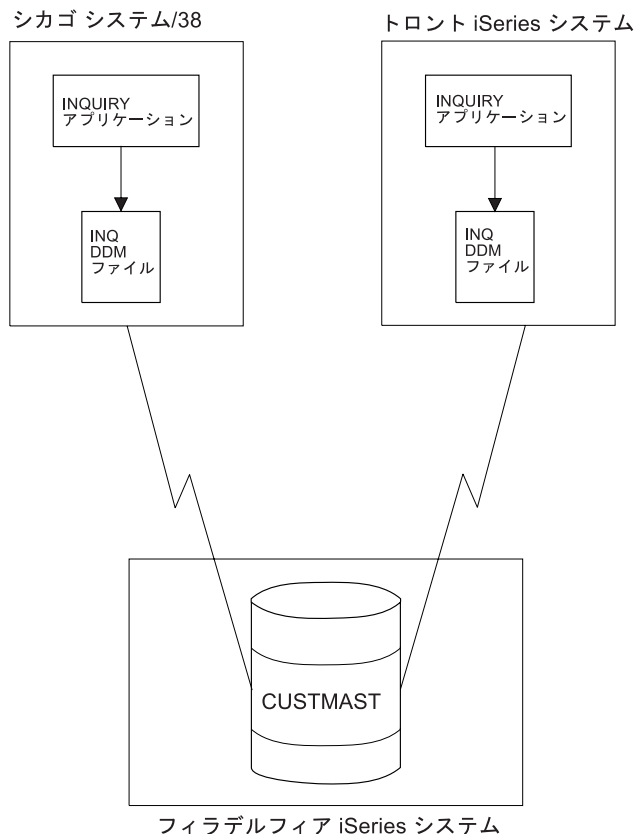 シカゴ システム/38
トロント iSeries システム
INQUIRY
アプリケーション
INQUIRY
アプリケーション
INQ
DDM
ファイル
INQ
DDM
ファイル
CUSTMAST
フィラデルフィア iSeries システム